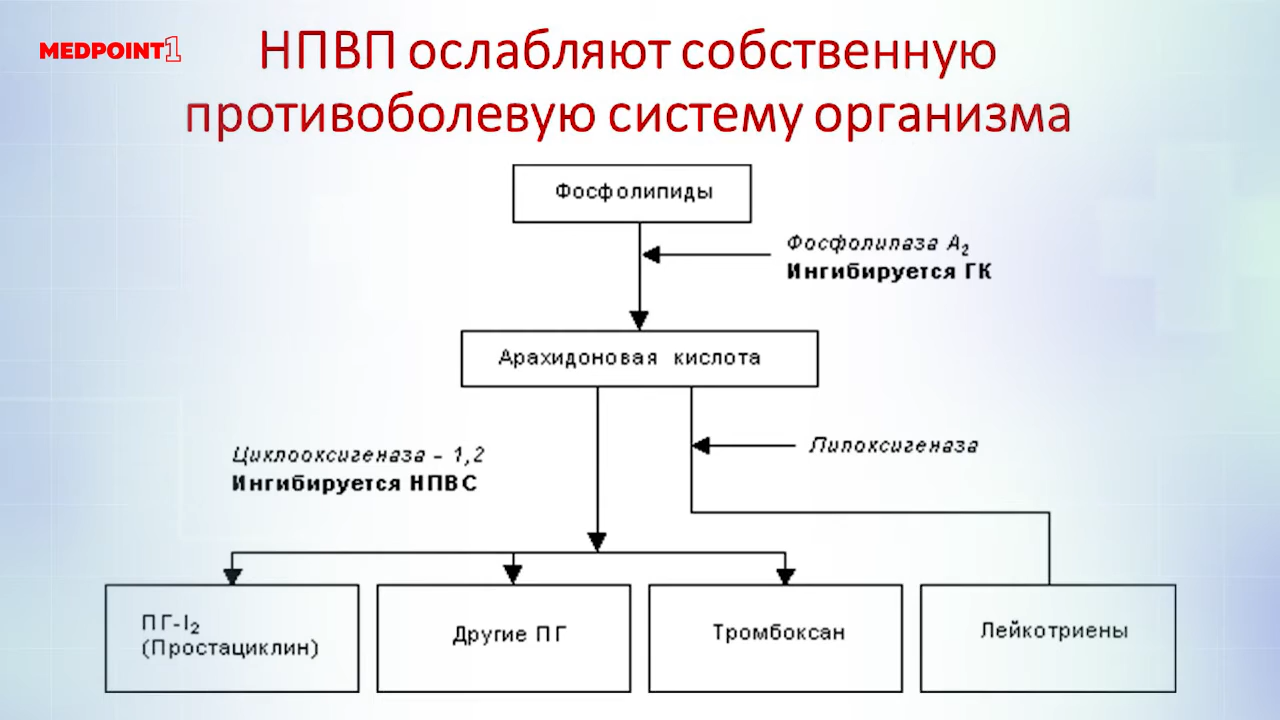 MEDPOINT1
НПВП ослабляют собственную
противоболевую систему организма
Фосфолипиды
Фосфолипаза А₂
Ингибируется ГК
Арахидоновая кислота
Циклооксигеназа – 1,2
Ингибируется НПВС
Липоксигеназа
ПГ-I₂
(Простациклин)
Другие ПГ
Тромбоксан
Лейкотриены